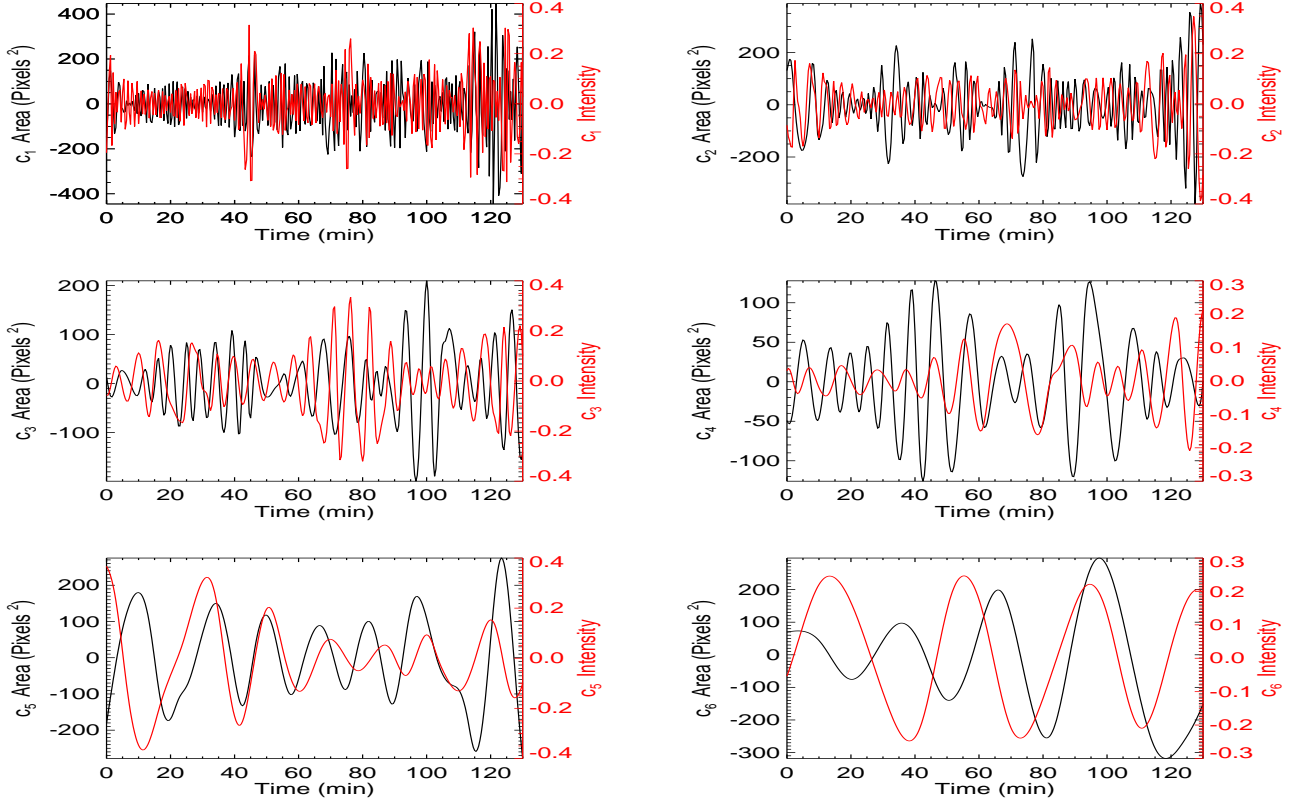 400
200
0
-200
-400
c1 Area (Pixels 2)
0.4
0.2
0.0
-0.2
-0.4
c1 Intensity
0 20 40 60 80 100 120
Time (min)
200
0
-200
c2 Area (Pixels 2)
0.4
0.2
0.0
-0.2
-0.4
c2 Intensity
0 20 40 60 80 100 120
Time (min)
200
100
0
-100
c3 Area (Pixels 2)
0.4
0.2
0.0
-0.2
-0.4
c3 Intensity
0 20 40 60 80 100 120
Time (min)
100
50
0
-50
-100
c4 Area (Pixels 2)
0.3
0.2
0.1
0.0
-0.1
-0.2
-0.3
c4 Intensity
0 20 40 60 80 100 120
Time (min)
200
100
0
-100
-200
c5 Area (Pixels 2)
0.4
0.2
0.0
-0.2
-0.4
c5 Intensity
0 20 40 60 80 100 120
Time (min)
200
100
0
-100
-200
-300
c6 Area (Pixels 2)
0.3
0.2
0.1
0.0
-0.1
-0.2
-0.3
c6 Intensity
0 20 40 60 80 100 120
Time (min)